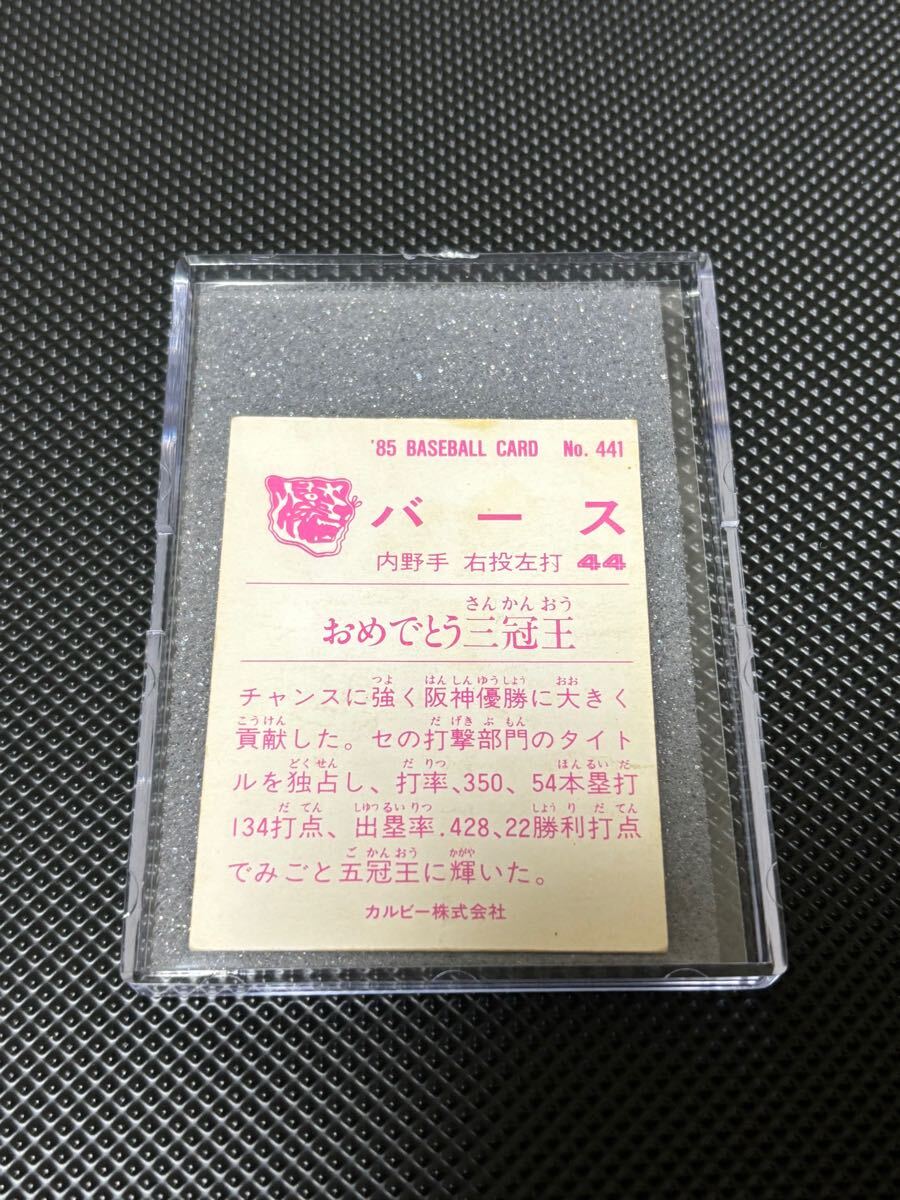 '85 BASEBALL CARD No. 441
バース
内野手 右投左打 44
さんかんおう
おめでとう三冠王
つよ はんしんゆうしょう おお
チャンスに強く阪神優勝に大きく
こうけん だげきぶもん
貢献した。セの打撃部門のタイト
どくせん だりつ ほんるいだ
ルを独占し、打率、350、54本塁打
だてん しゅつるいりつ しょうりだてん
134打点、出塁率.428、22勝利打点
ごかんおう かがや
でみごと五冠王に輝いた。
カルビー株式会社